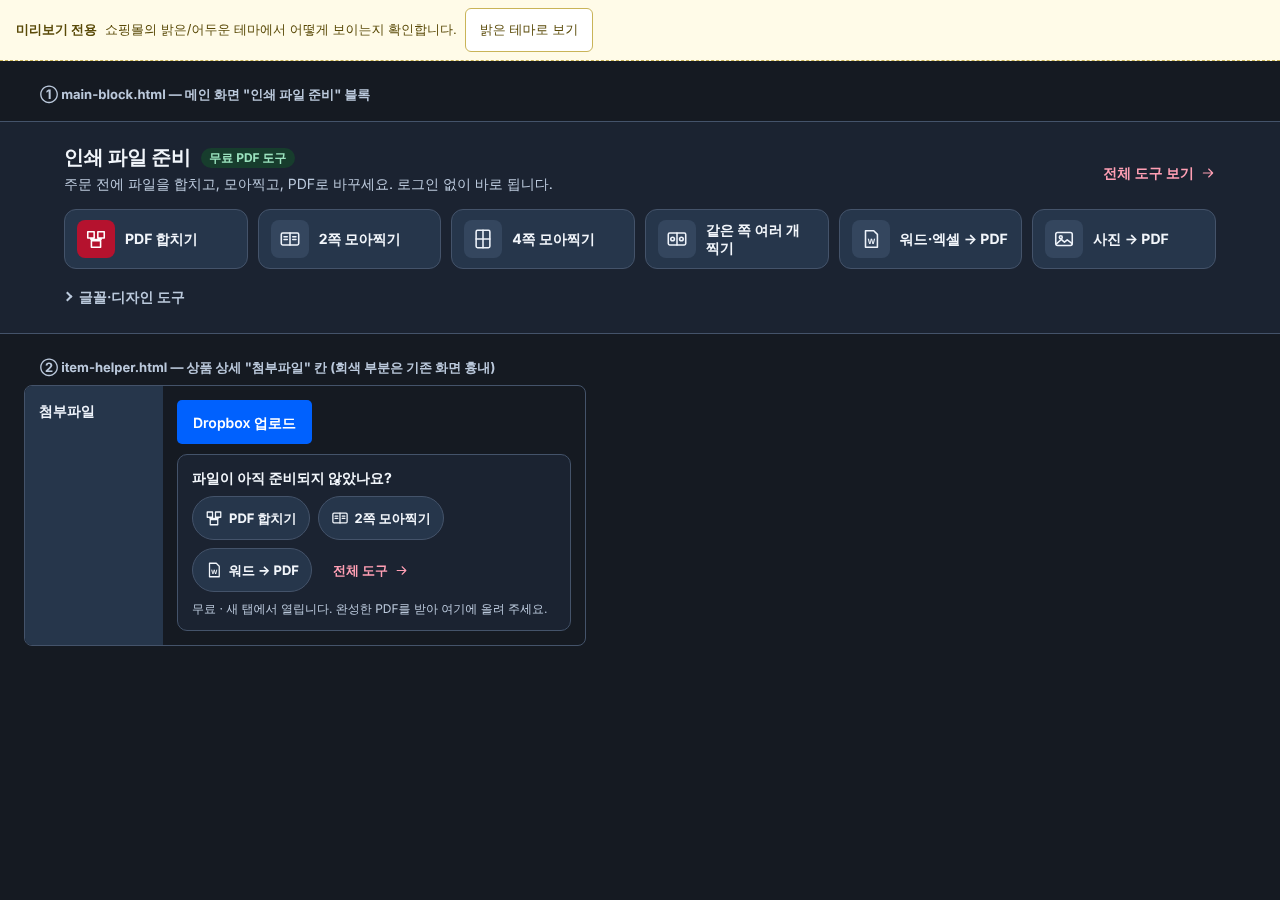 미리보기 전용 쇼핑몰의 밝은/어두운 테마에서 어떻게 보이는지 확인합니다. 밝은 테마로 보기
① main-block.html — 메인 화면 "인쇄 파일 준비" 블록
인쇄 파일 준비 무료 PDF 도구
주문 전에 파일을 합치고, 모아찍고, PDF로 바꾸세요. 로그인 없이 바로 됩니다.
전체 도구 보기 →
PDF 합치기
2쪽 모아찍기
4쪽 모아찍기
같은 쪽 여러 개
찍기
워드·엑셀 → PDF
사진 → PDF
글꼴·디자인 도구
② item-helper.html — 상품 상세 "첨부파일" 칸 (회색 부분은 기존 화면 흉내)
첨부파일
Dropbox 업로드
파일이 아직 준비되지 않았나요?
PDF 합치기
2쪽 모아찍기
워드 → PDF
전체 도구 →
무료 · 새 탭에서 열립니다. 완성한 PDF를 받아 여기에 올려 주세요.